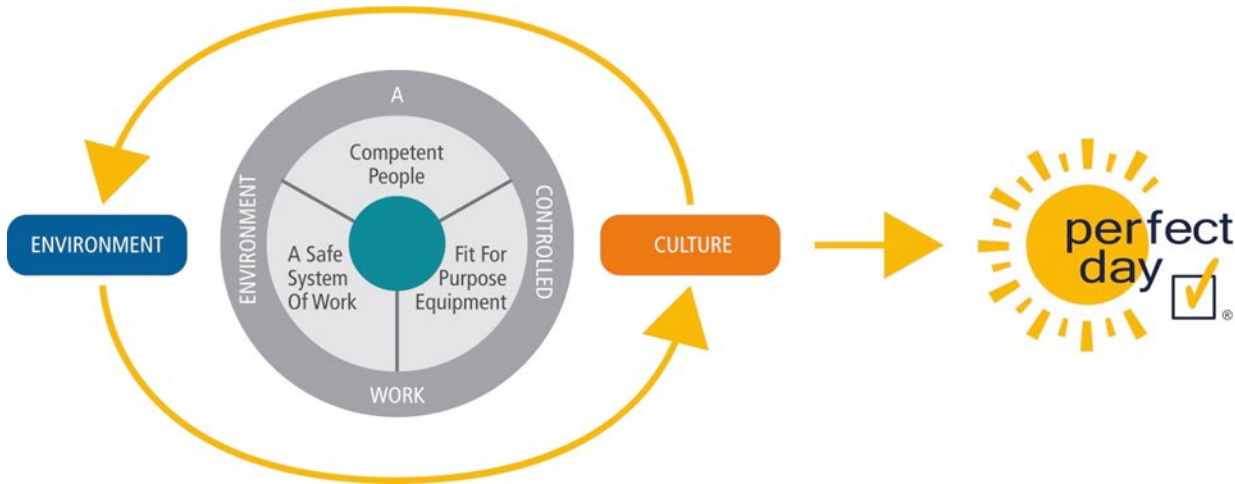 A
CONTROLLED
WORK
ENVIRONMENT
Competent
People
A Safe
System
Of Work
Fit For
Purpose
Equipment
ENVIRONMENT
CULTURE
perfect
day
®